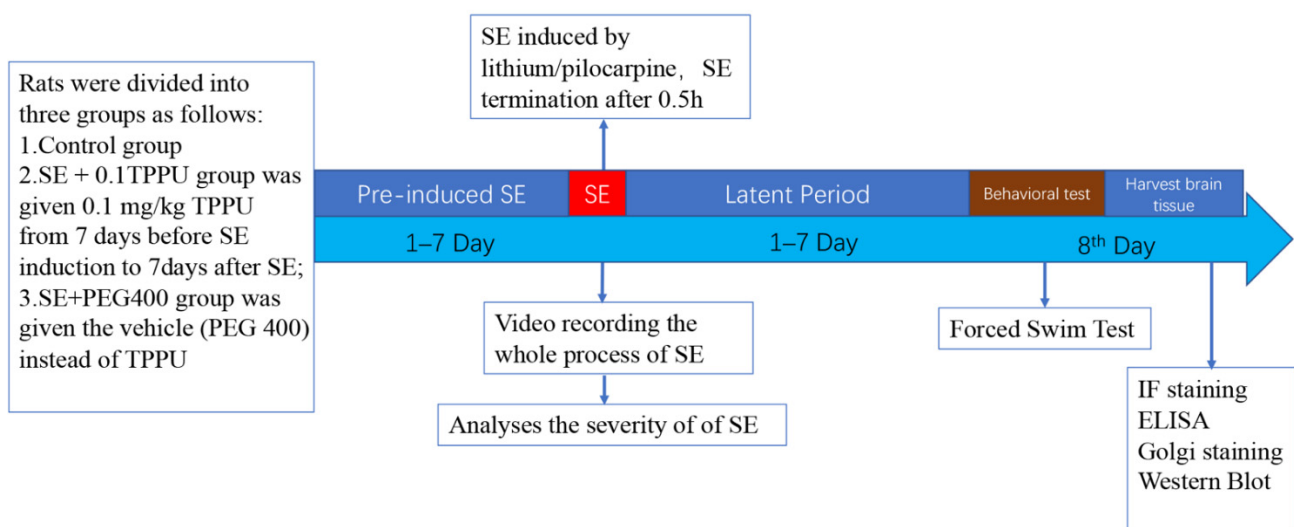 Rats were divided into
three groups as follows:
1.Control group
2.SE + 0.1TPPU group was
given 0.1 mg/kg TPPU
from 7 days before SE
induction to 7days after SE;
3.SE+PEG400 group was
given the vehicle (PEG 400)
instead of TPPU
SE induced by
lithium/pilocarpine, SE
termination after 0.5h
Pre-induced SE
SE
Latent Period
Behavioral test
Harvest brain
tissue
1–7 Day
1–7 Day
8th Day
Video recording the
whole process of SE
Analyses the severity of of SE
Forced Swim Test
IF staining
ELISA
Golgi staining
Western Blot